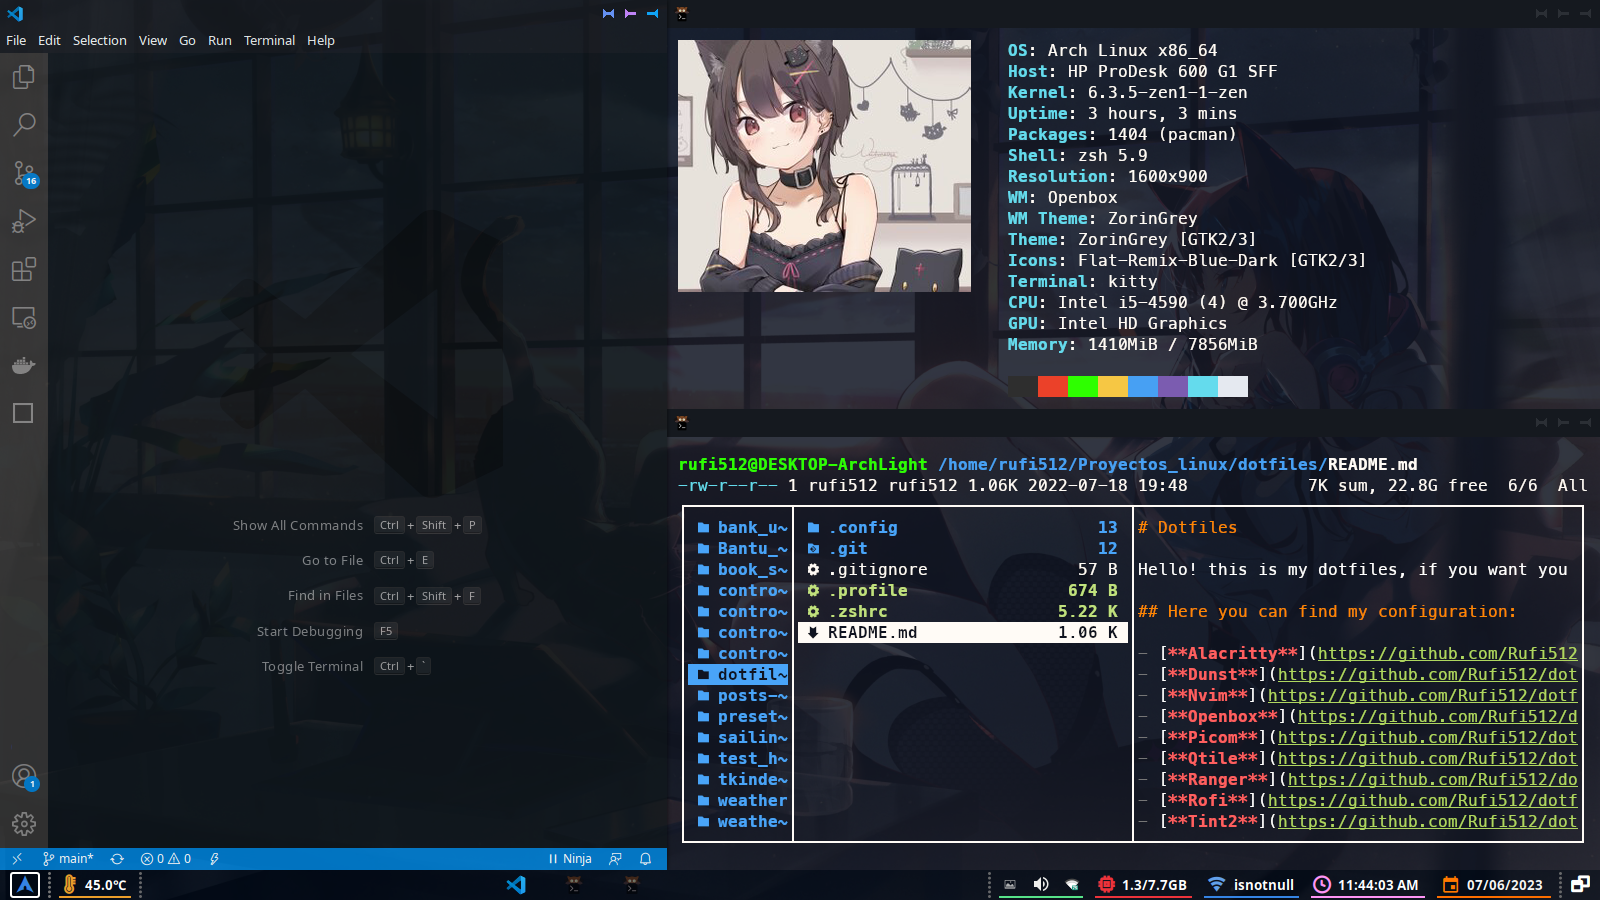 File Edit Selection View Go Run Terminal Help
16
Show All Commands Ctrl + Shift + P
Go to File Ctrl + E
Find in Files Ctrl + Shift + F
Start Debugging F5
Toggle Terminal Ctrl + `
1
main* 0 0 Ninja
OS: Arch Linux x86_64
Host: HP ProDesk 600 G1 SFF
Kernel: 6.3.5-zen1-1-zen
Uptime: 3 hours, 3 mins
Packages: 1404 (pacman)
Shell: zsh 5.9
Resolution: 1600x900
WM: Openbox
WM Theme: ZorinGrey
Theme: ZorinGrey [GTK2/3]
Icons: Flat-Remix-Blue-Dark [GTK2/3]
Terminal: kitty
CPU: Intel i5-4590 (4) @ 3.700GHz
GPU: Intel HD Graphics
Memory: 1410MiB / 7856MiB
rufi512@DESKTOP-ArchLight /home/rufi512/Proyectos_linux/dotfiles/README.md
-rw-r--r-- 1 rufi512 rufi512 1.06K 2022-07-18 19:48 7K sum, 22.8G free 6/6 All
bank_u~ .config 13 # Dotfiles
Bantu_~ .git 12
book_s~ .gitignore 57 B Hello! this is my dotfiles, if you want you
contro~ .profile 674 B
contro~ .zshrc 5.22 K ## Here you can find my configuration:
contro~ README.md 1.06 K
contro~ - [**Alacritty**](https://github.com/Rufi512
dotfil~ - [**Dunst**](https://github.com/Rufi512/dot
posts-~ - [**Nvim**](https://github.com/Rufi512/dotf
preset~ - [**Openbox**](https://github.com/Rufi512/d
sailin~ - [**Picom**](https://github.com/Rufi512/dot
test_h~ - [**Qtile**](https://github.com/Rufi512/dot
tkinde~ - [**Ranger**](https://github.com/Rufi512/do
weather - [**Rofi**](https://github.com/Rufi512/dotf
weathe~ - [**Tint2**](https://github.com/Rufi512/dot
45.0°C 1.3/7.7GB isnotnull 11:44:03 AM 07/06/2023